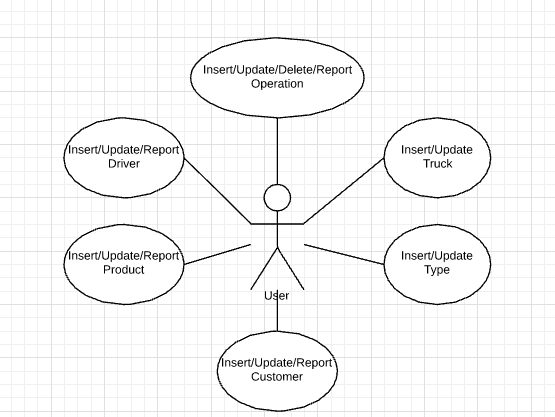 Insert/Update/Delete/Report
Operation
Insert/Update/Report
Driver
Insert/Update
Truck
Insert/Update/Report
Product
Insert/Update
Type
User
Insert/Update/Report
Customer